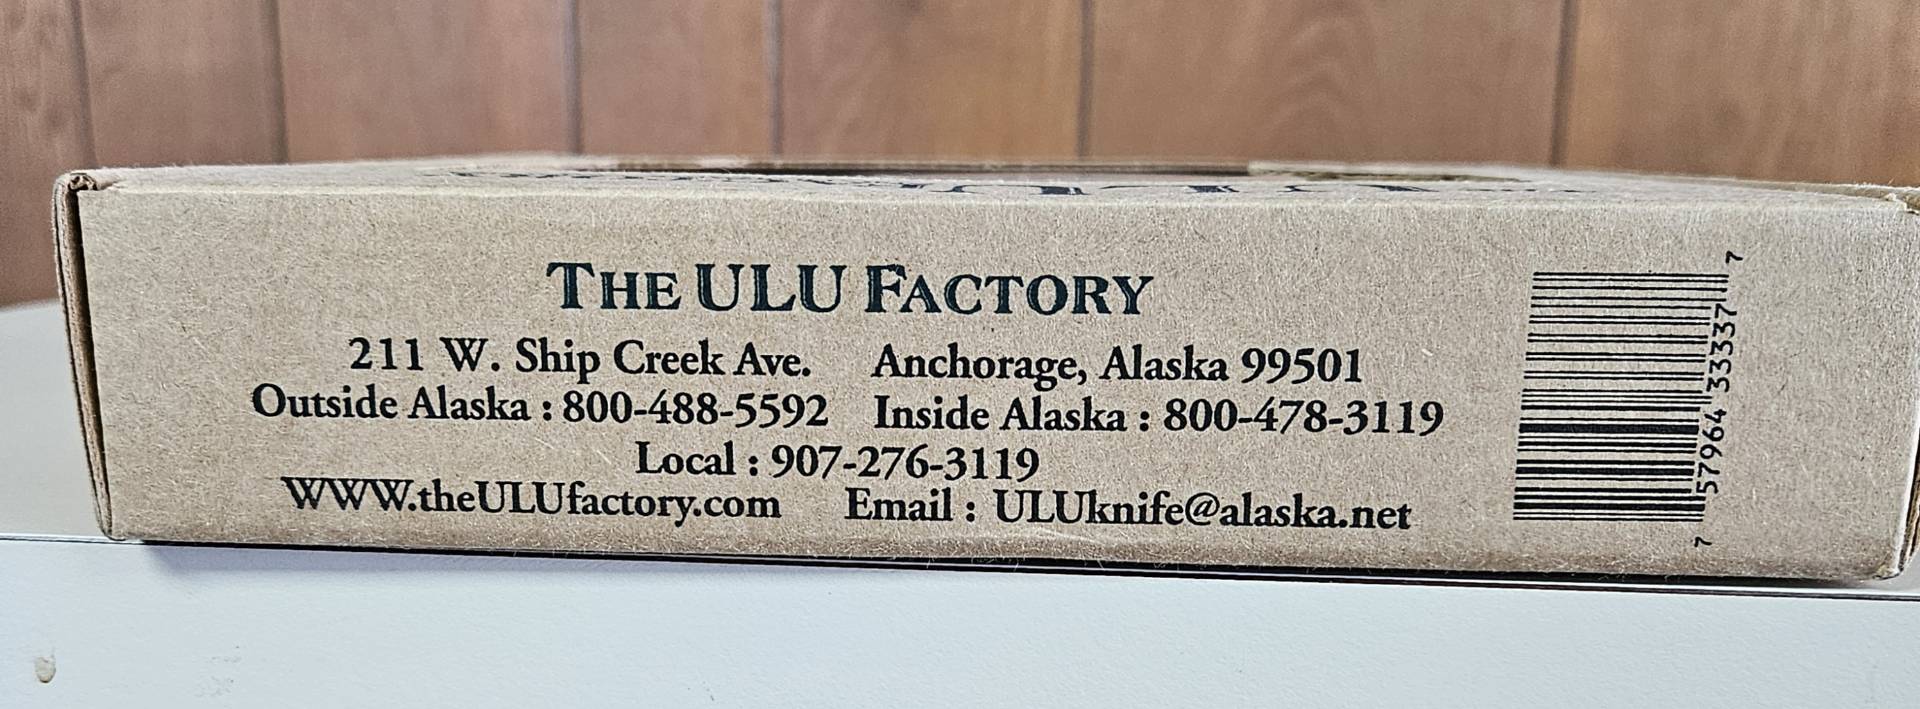 THE ULU FACTORY
211 W. Ship Creek Ave. Anchorage, Alaska 99501
Outside Alaska : 800-488-5592 Inside Alaska : 800-478-3119
Local : 907-276-3119
WWW.theULUfactory.com Email : ULUknife@alaska.net
7 57964 33337 7